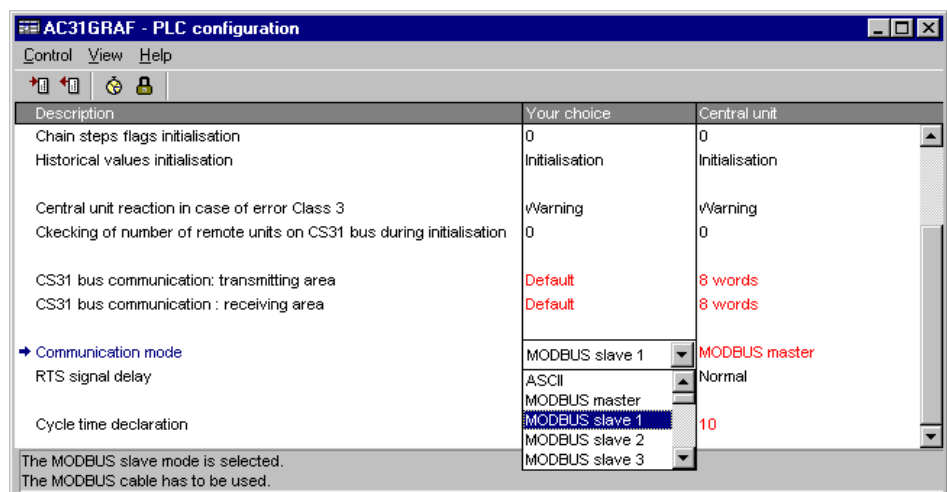 AC31GRAF - PLC configuration
Control View Help
Description Your choice Central unit
Chain steps flags initialisation 0 0
Historical values initialisation Initialisation Initialisation
Central unit reaction in case of error Class 3 Warning Warning
Ckecking of number of remote units on CS31 bus during initialisation 0 0
CS31 bus communication: transmitting area Default 8 words
CS31 bus communication : receiving area Default 8 words
Communication mode MODBUS slave 1 MODBUS master
RTS signal delay Normal
ASCII
MODBUS master
MODBUS slave 1
Cycle time declaration 10
MODBUS slave 2
MODBUS slave 3
The MODBUS slave mode is selected.
The MODBUS cable has to be used.